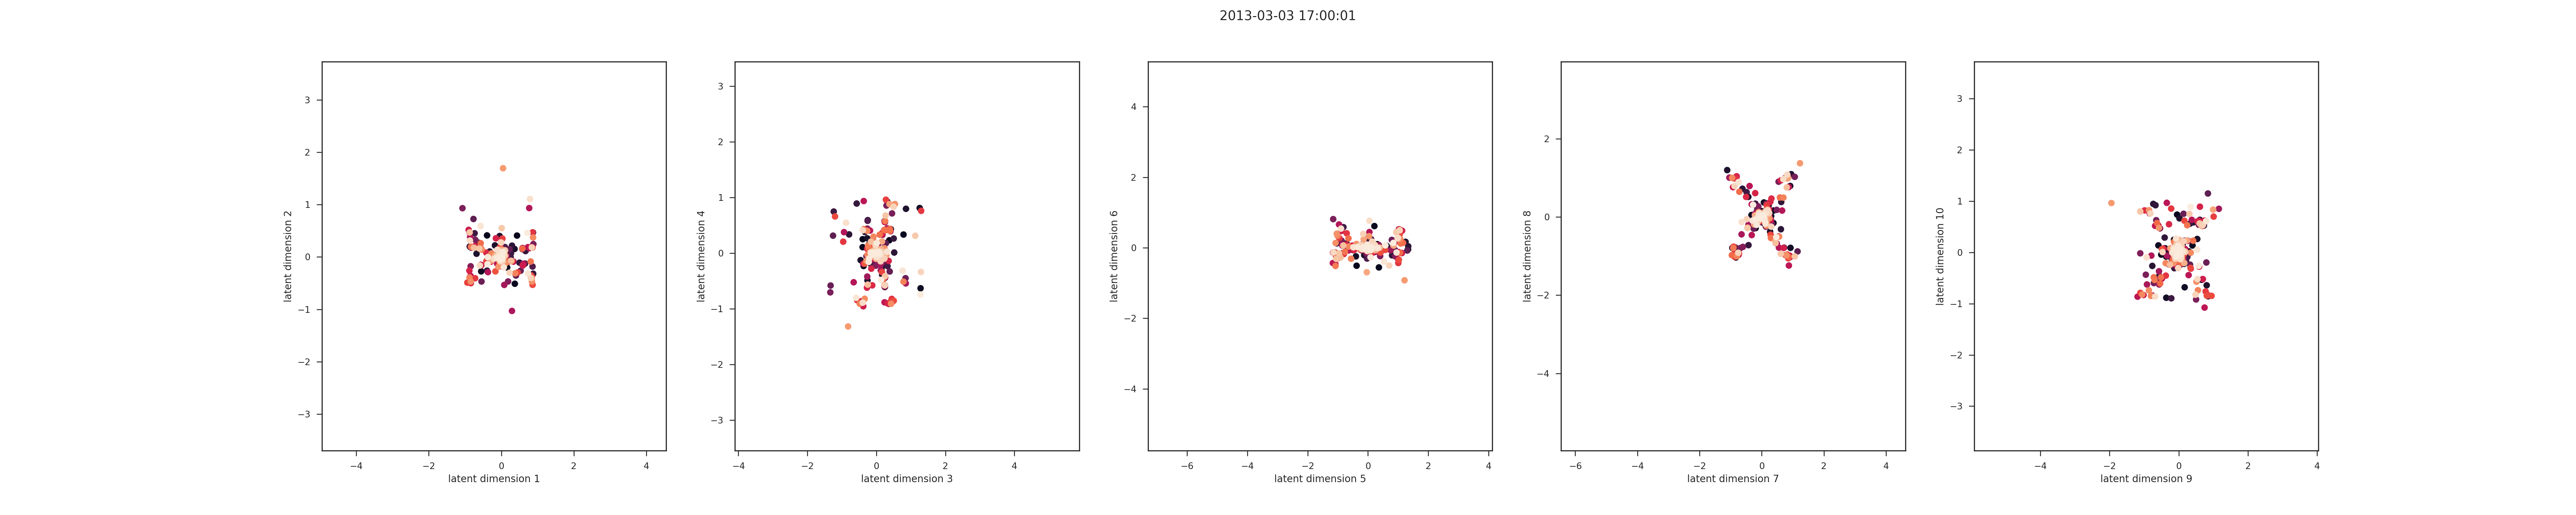 2013-03-03 17:00:01
3
2
1
0
−1
−2
−3
latent dimension 2
−4 −2 0 2 4
latent dimension 1
3
2
1
0
−1
−2
−3
latent dimension 4
−4 −2 0 2 4
latent dimension 3
4
2
0
−2
−4
latent dimension 6
−6 −4 −2 0 2 4
latent dimension 5
2
0
−2
−4
latent dimension 8
−6 −4 −2 0 2 4
latent dimension 7
3
2
1
0
−1
−2
−3
latent dimension 10
−4 −2 0 2 4
latent dimension 9